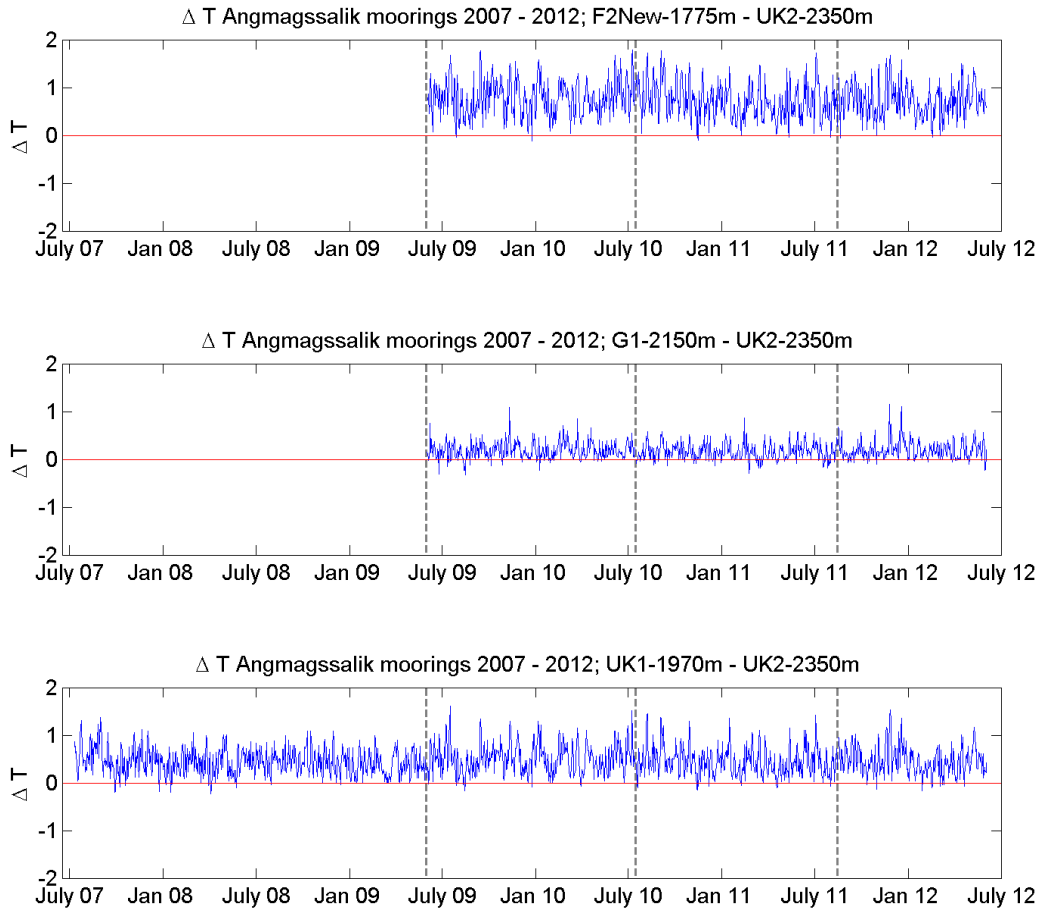 Δ T Angmagssalik moorings 2007 - 2012; F2New-1775m - UK2-2350m
2
1
0
-1
-2
Δ T
July 07 Jan 08 July 08 Jan 09 July 09 Jan 10 July 10 Jan 11 July 11 Jan 12 July 12
Δ T Angmagssalik moorings 2007 - 2012; G1-2150m - UK2-2350m
2
1
0
-1
-2
Δ T
July 07 Jan 08 July 08 Jan 09 July 09 Jan 10 July 10 Jan 11 July 11 Jan 12 July 12
Δ T Angmagssalik moorings 2007 - 2012; UK1-1970m - UK2-2350m
2
1
0
-1
-2
Δ T
July 07 Jan 08 July 08 Jan 09 July 09 Jan 10 July 10 Jan 11 July 11 Jan 12 July 12